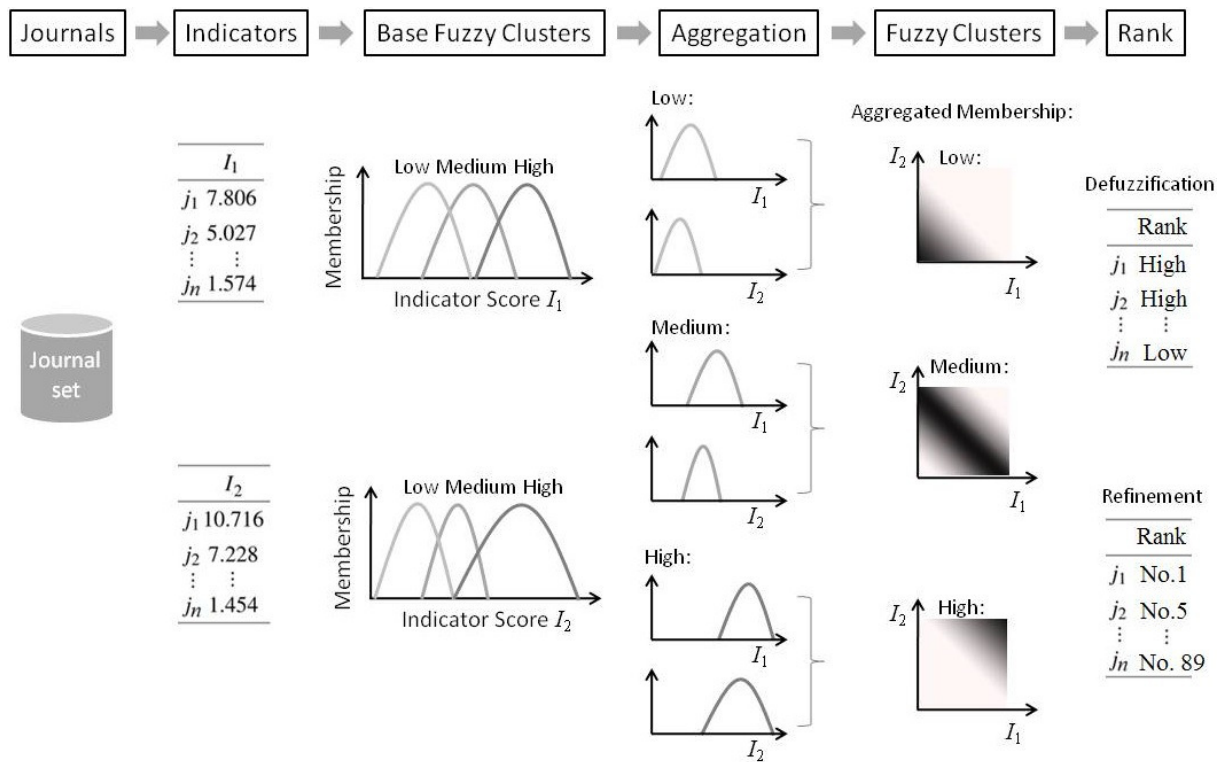 Journals Indicators Base Fuzzy Clusters Aggregation Fuzzy Clusters Rank
Journal
set
I1
j1 7.806
j2 5.027
⋮ ⋮
jn 1.574
I2
j1 10.716
j2 7.228
⋮ ⋮
jn 1.454
Low Medium High
Membership
Indicator Score I1
Low Medium High
Membership
Indicator Score I2
Low:
I1
I2
Medium:
I1
I2
High:
I1
I2
Aggregated Membership:
I2
Low:
I1
I2
Medium:
I1
I2
High:
I1
Defuzzification
Rank
j1 High
j2 High
⋮ ⋮
jn Low
Refinement
Rank
j1 No.1
j2 No.5
⋮ ⋮
jn No. 89